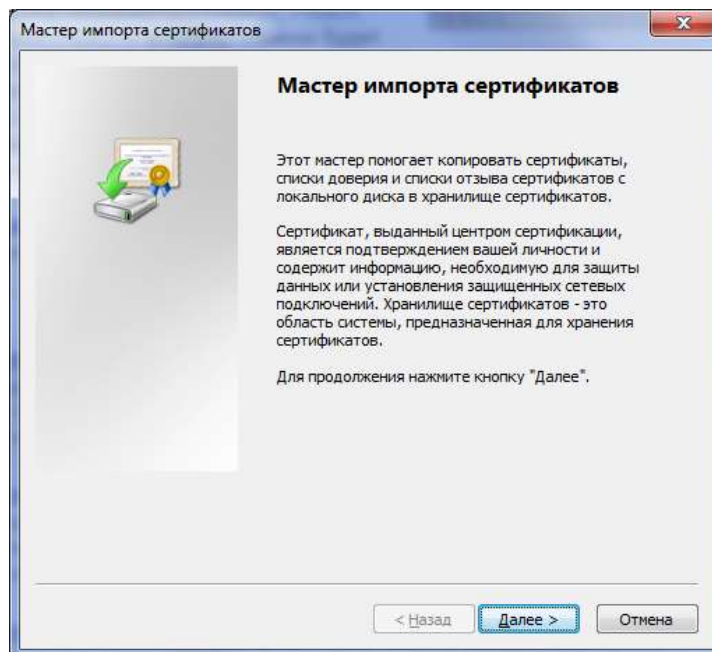 Мастер импорта сертификатов
Мастер импорта сертификатов
Этот мастер помогает копировать сертификаты,
списки доверия и списки отзыва сертификатов с
локального диска в хранилище сертификатов.
Сертификат, выданный центром сертификации,
является подтверждением вашей личности и
содержит информацию, необходимую для защиты
данных или установления защищенных сетевых
подключений. Хранилище сертификатов - это
область системы, предназначенная для хранения
сертификатов.
Для продолжения нажмите кнопку "Далее".
< Назад Далее > Отмена